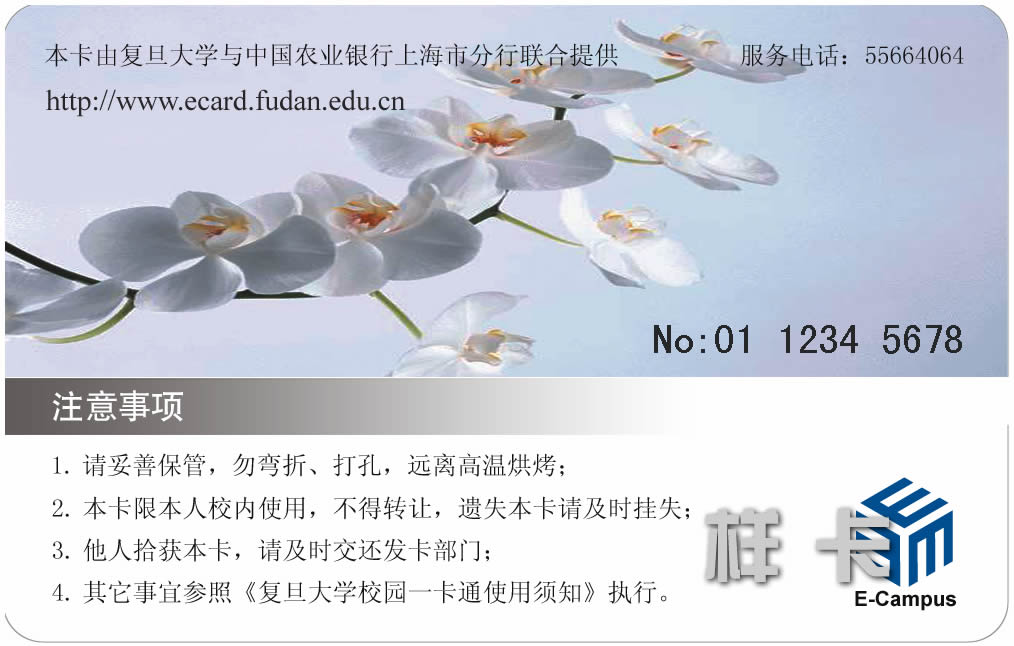 本卡由复旦大学与中国农业银行上海市分行联合提供 服务电话：55664064
http://www.ecard.fudan.edu.cn
No:01 1234 5678
注意事项
1. 请妥善保管，勿弯折、打孔，远离高温烘烤；
2. 本卡限本人校内使用，不得转让，遗失本卡请及时挂失；
3. 他人拾获本卡，请及时交还发卡部门；
4. 其它事宜参照《复旦大学校园一卡通使用须知》执行。
样卡
E-Campus